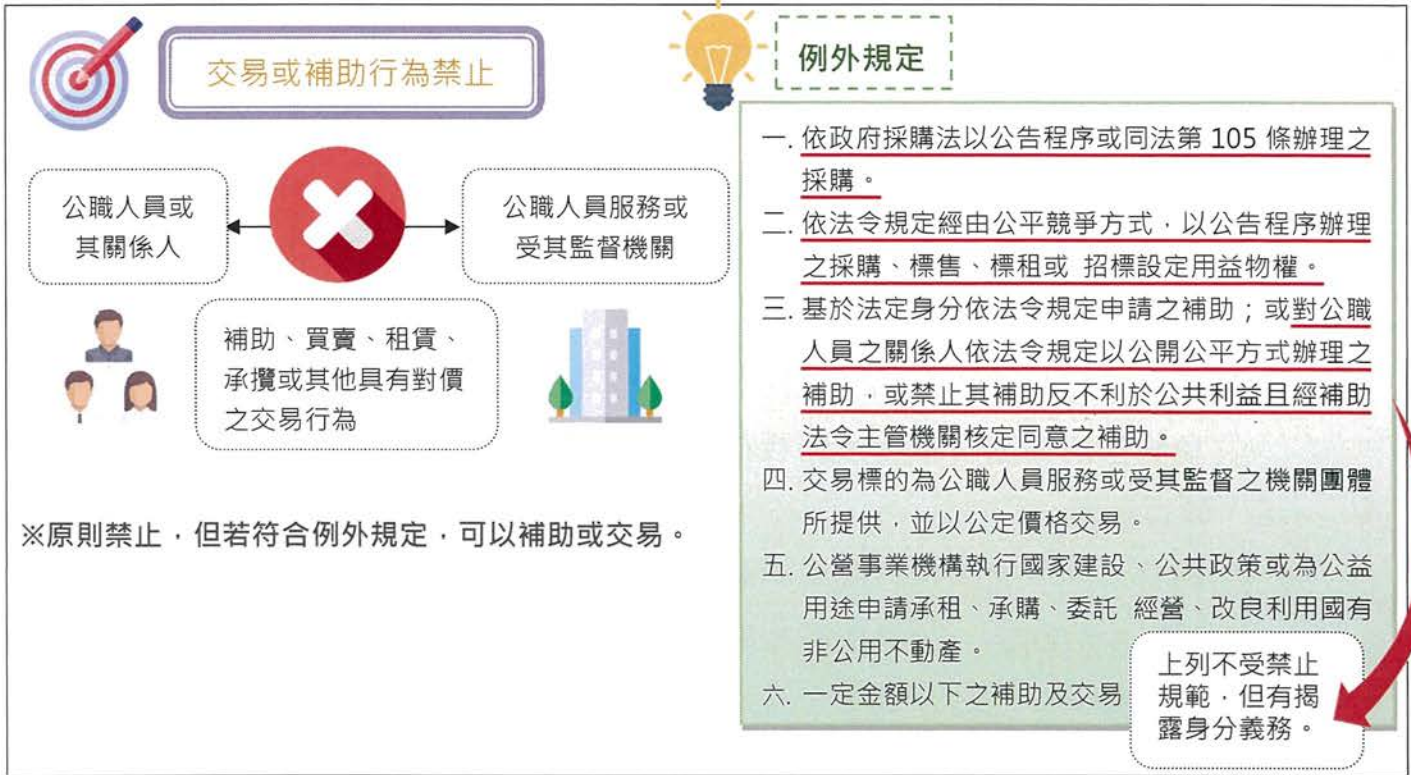 交易或補助行為禁止
公職人員或
其關係人
公職人員服務或
受其監督機關
補助、買賣、租賃、
承攬或其他具有對價
之交易行為
※原則禁止，但若符合例外規定，可以補助或交易。
例外規定
一. 依政府採購法以公告程序或同法第 105 條辦理之
採購。
二. 依法令規定經由公平競爭方式，以公告程序辦理
之採購、標售、標租或 招標設定用益物權。
三. 基於法定身分依法令規定申請之補助；或對公職
人員之關係人依法令規定以公開公平方式辦理之
補助，或禁止其補助反不利於公共利益且經補助
法令主管機關核定同意之補助。
四. 交易標的為公職人員服務或受其監督之機關團體
所提供，並以公定價格交易。
五. 公營事業機構執行國家建設、公共政策或為公益
用途申請承租、承購、委託 經營、改良利用國有
非公用不動產。
六. 一定金額以下之補助及交易
上列不受禁止
規範，但有揭
露身分義務。